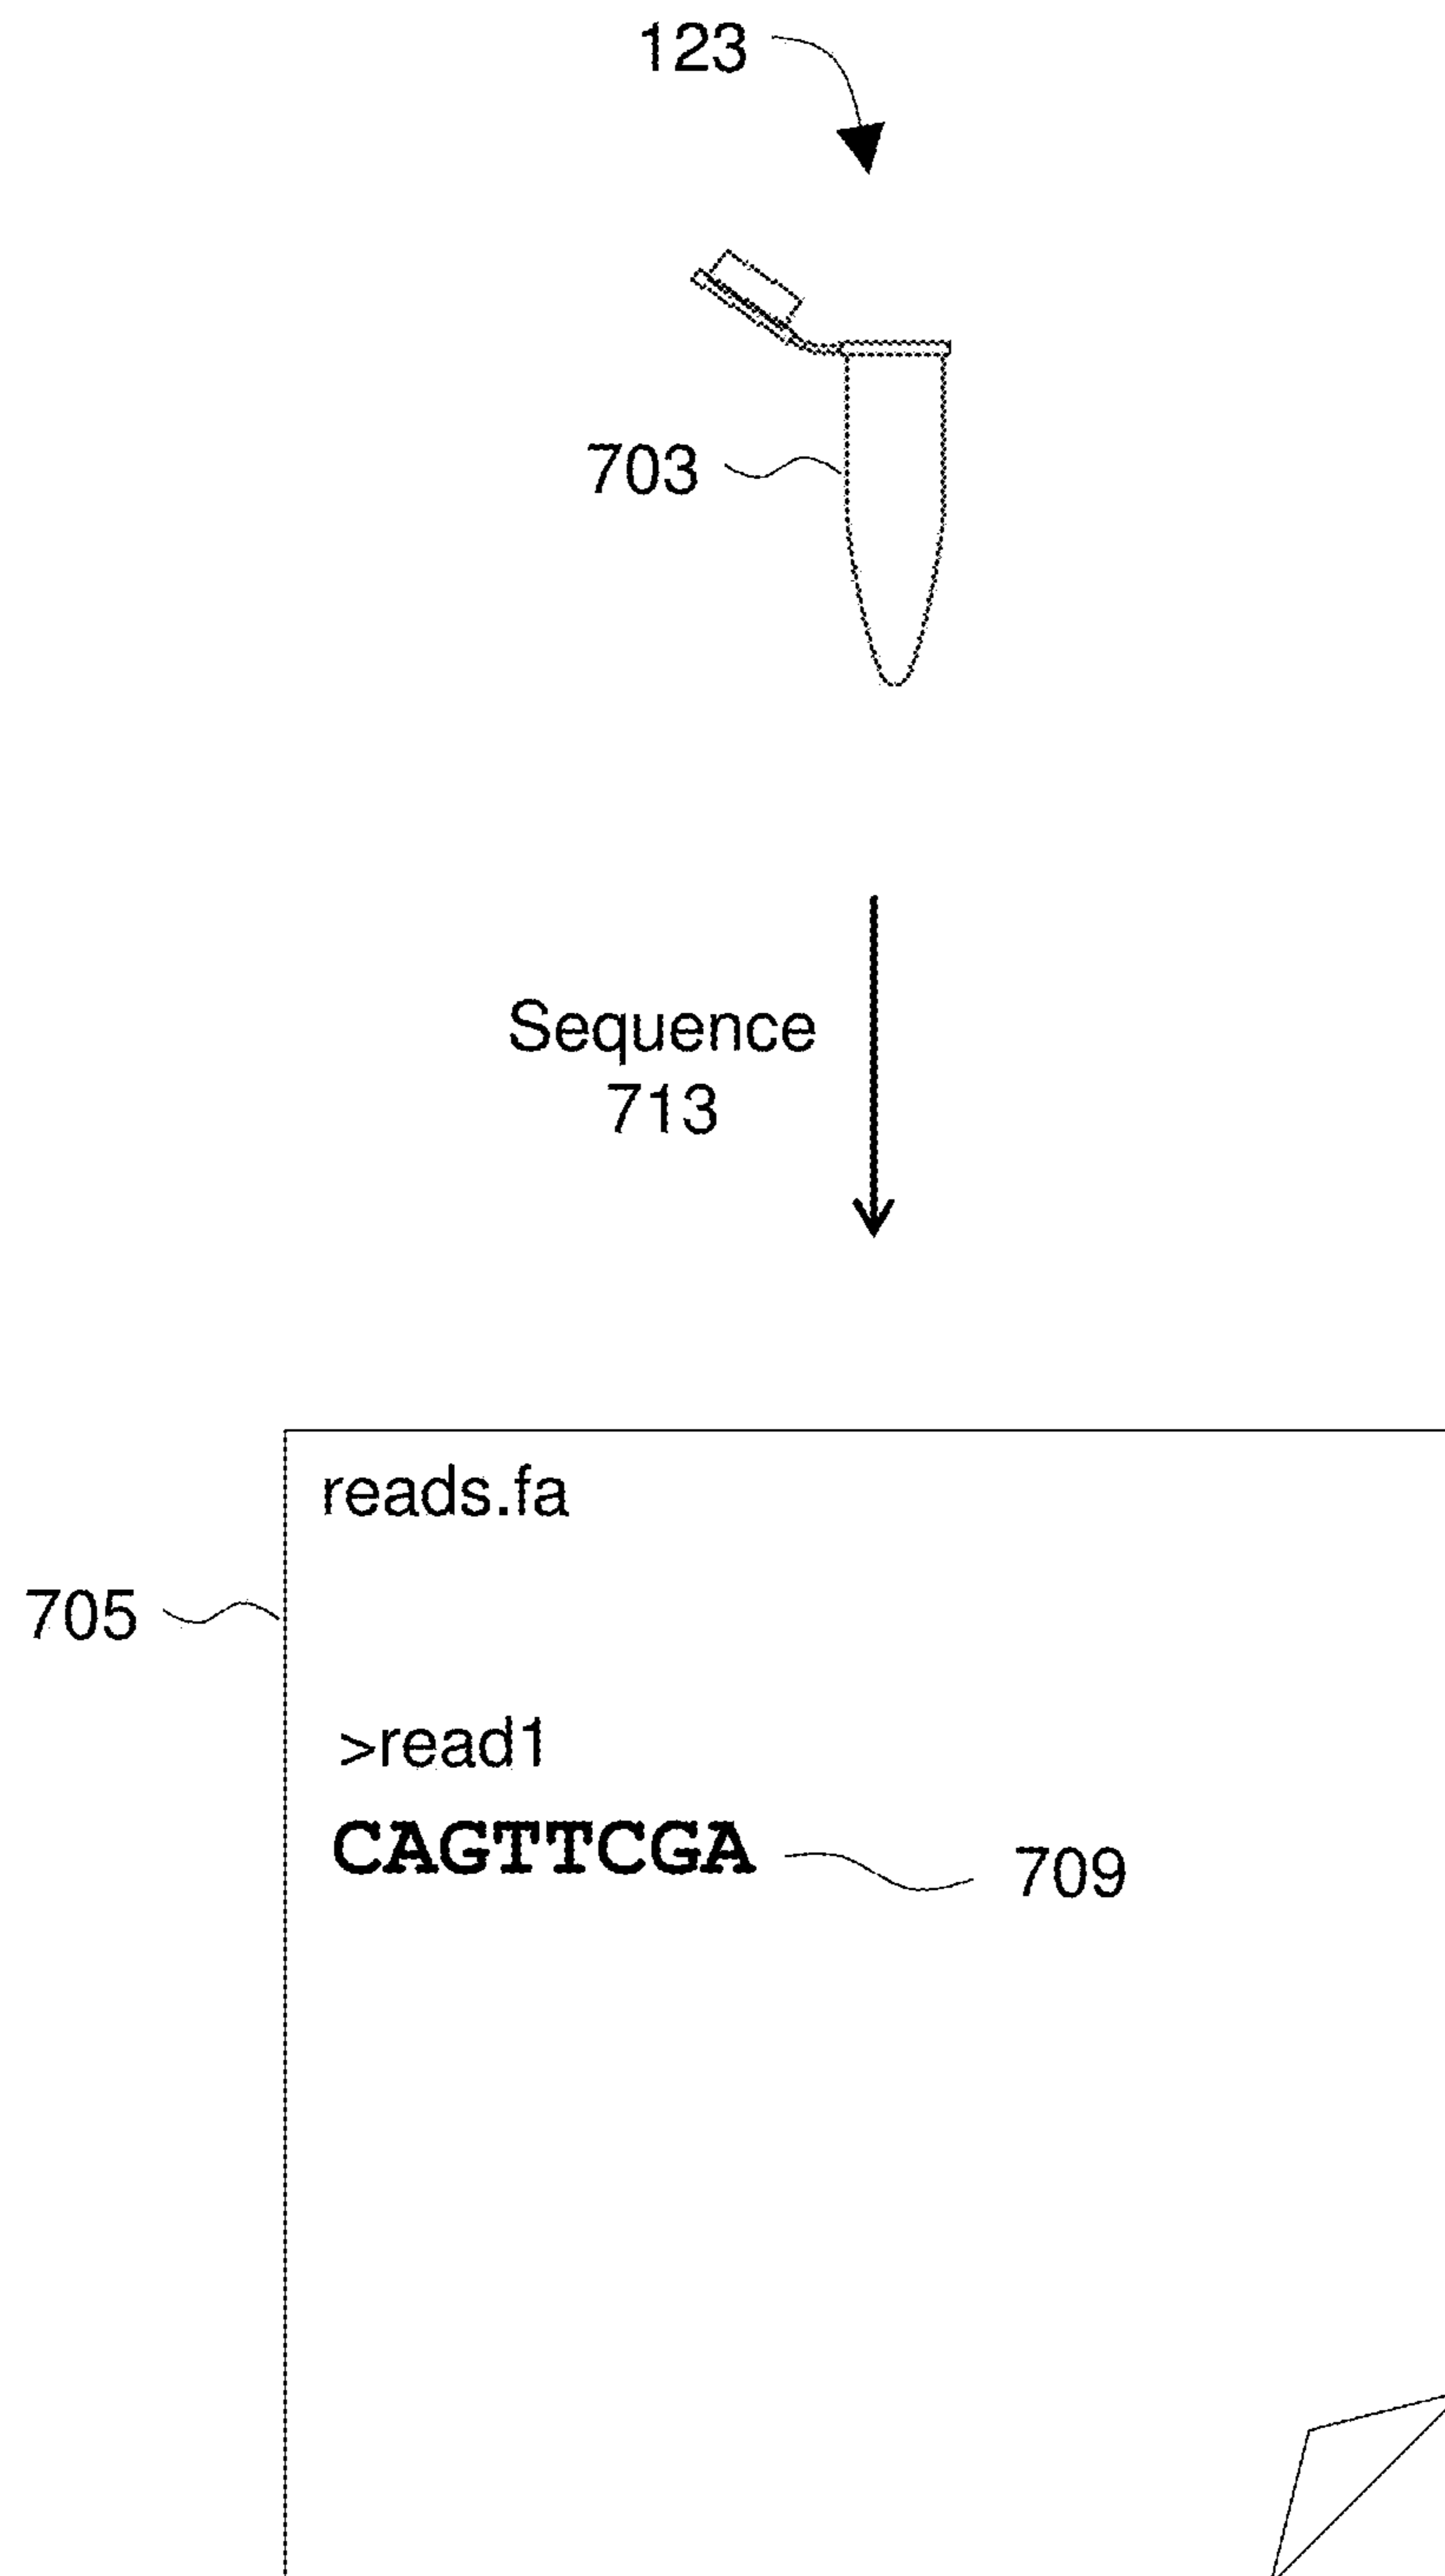 123
703
Sequence
713
reads.fa
705
>read1
CAGTTCGA
709